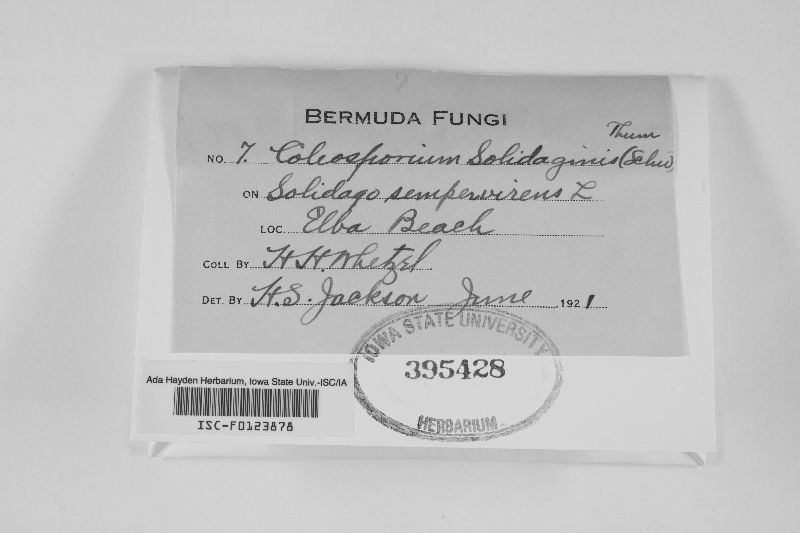 BERMUDA FUNGI
NO. 7. Coleosporium Solidaginis (Schw) Thum
ON Solidago sempervirens L
LOC. Elba Beach
COLL BY H H. Whetzel
DET. BY H.S. Jackson June 1921
IOWA STATE UNIVERSITY
395428
HERBARIUM
Ada Hayden Herbarium, Iowa State Univ.-ISC/IA
ISC-F0123878